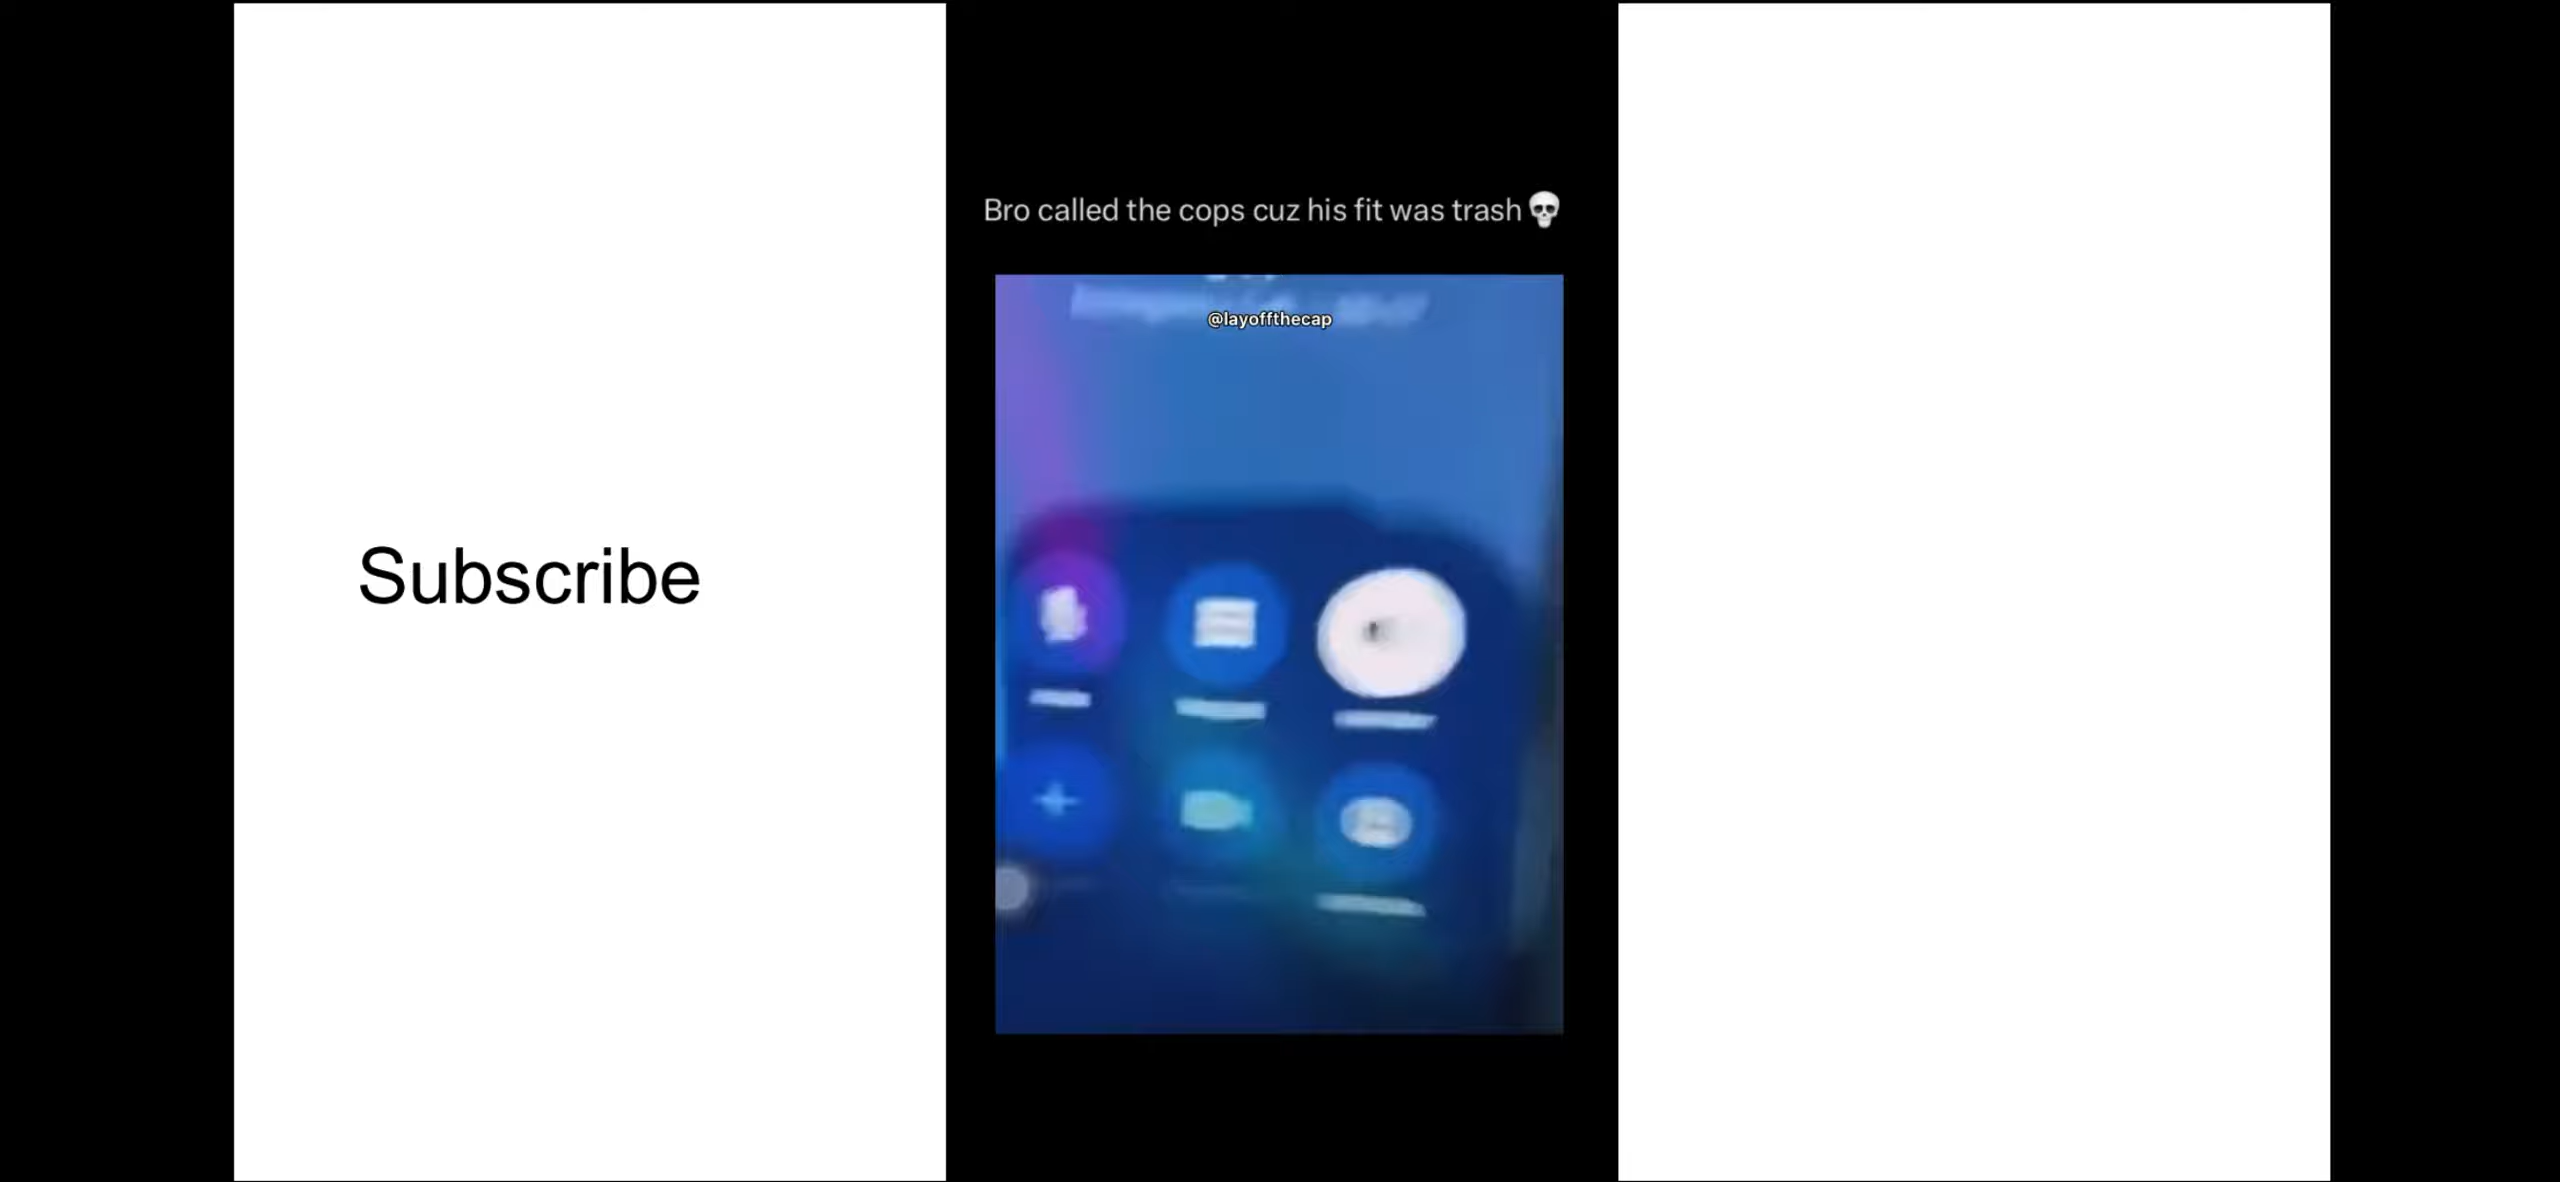 Bro called the cops cuz his fit was trash💀
@layoffthecap
Subscribe